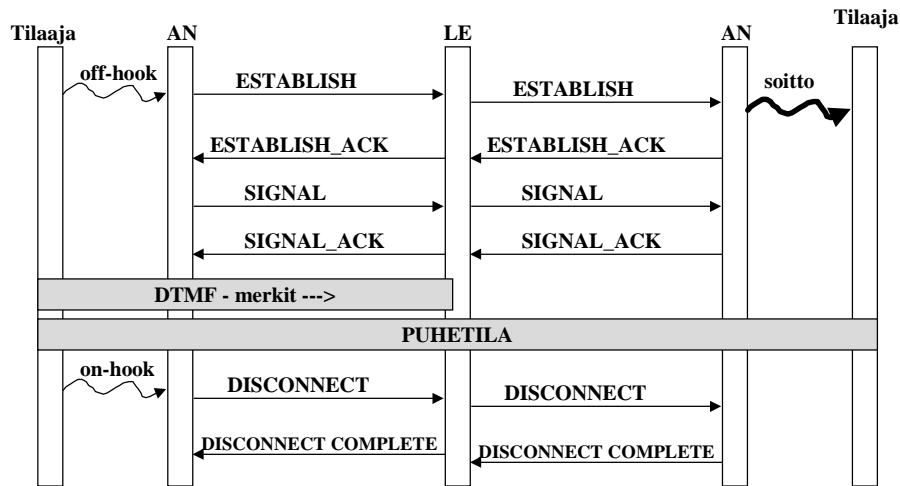 Tilaaja
AN
LE
AN
Tilaaja
off-hook
ESTABLISH
ESTABLISH
soitto
ESTABLISH_ACK
ESTABLISH_ACK
SIGNAL
SIGNAL
SIGNAL_ACK
SIGNAL_ACK
DTMF - merkit --->
PUHETILA
on-hook
DISCONNECT
DISCONNECT
DISCONNECT COMPLETE
DISCONNECT COMPLETE